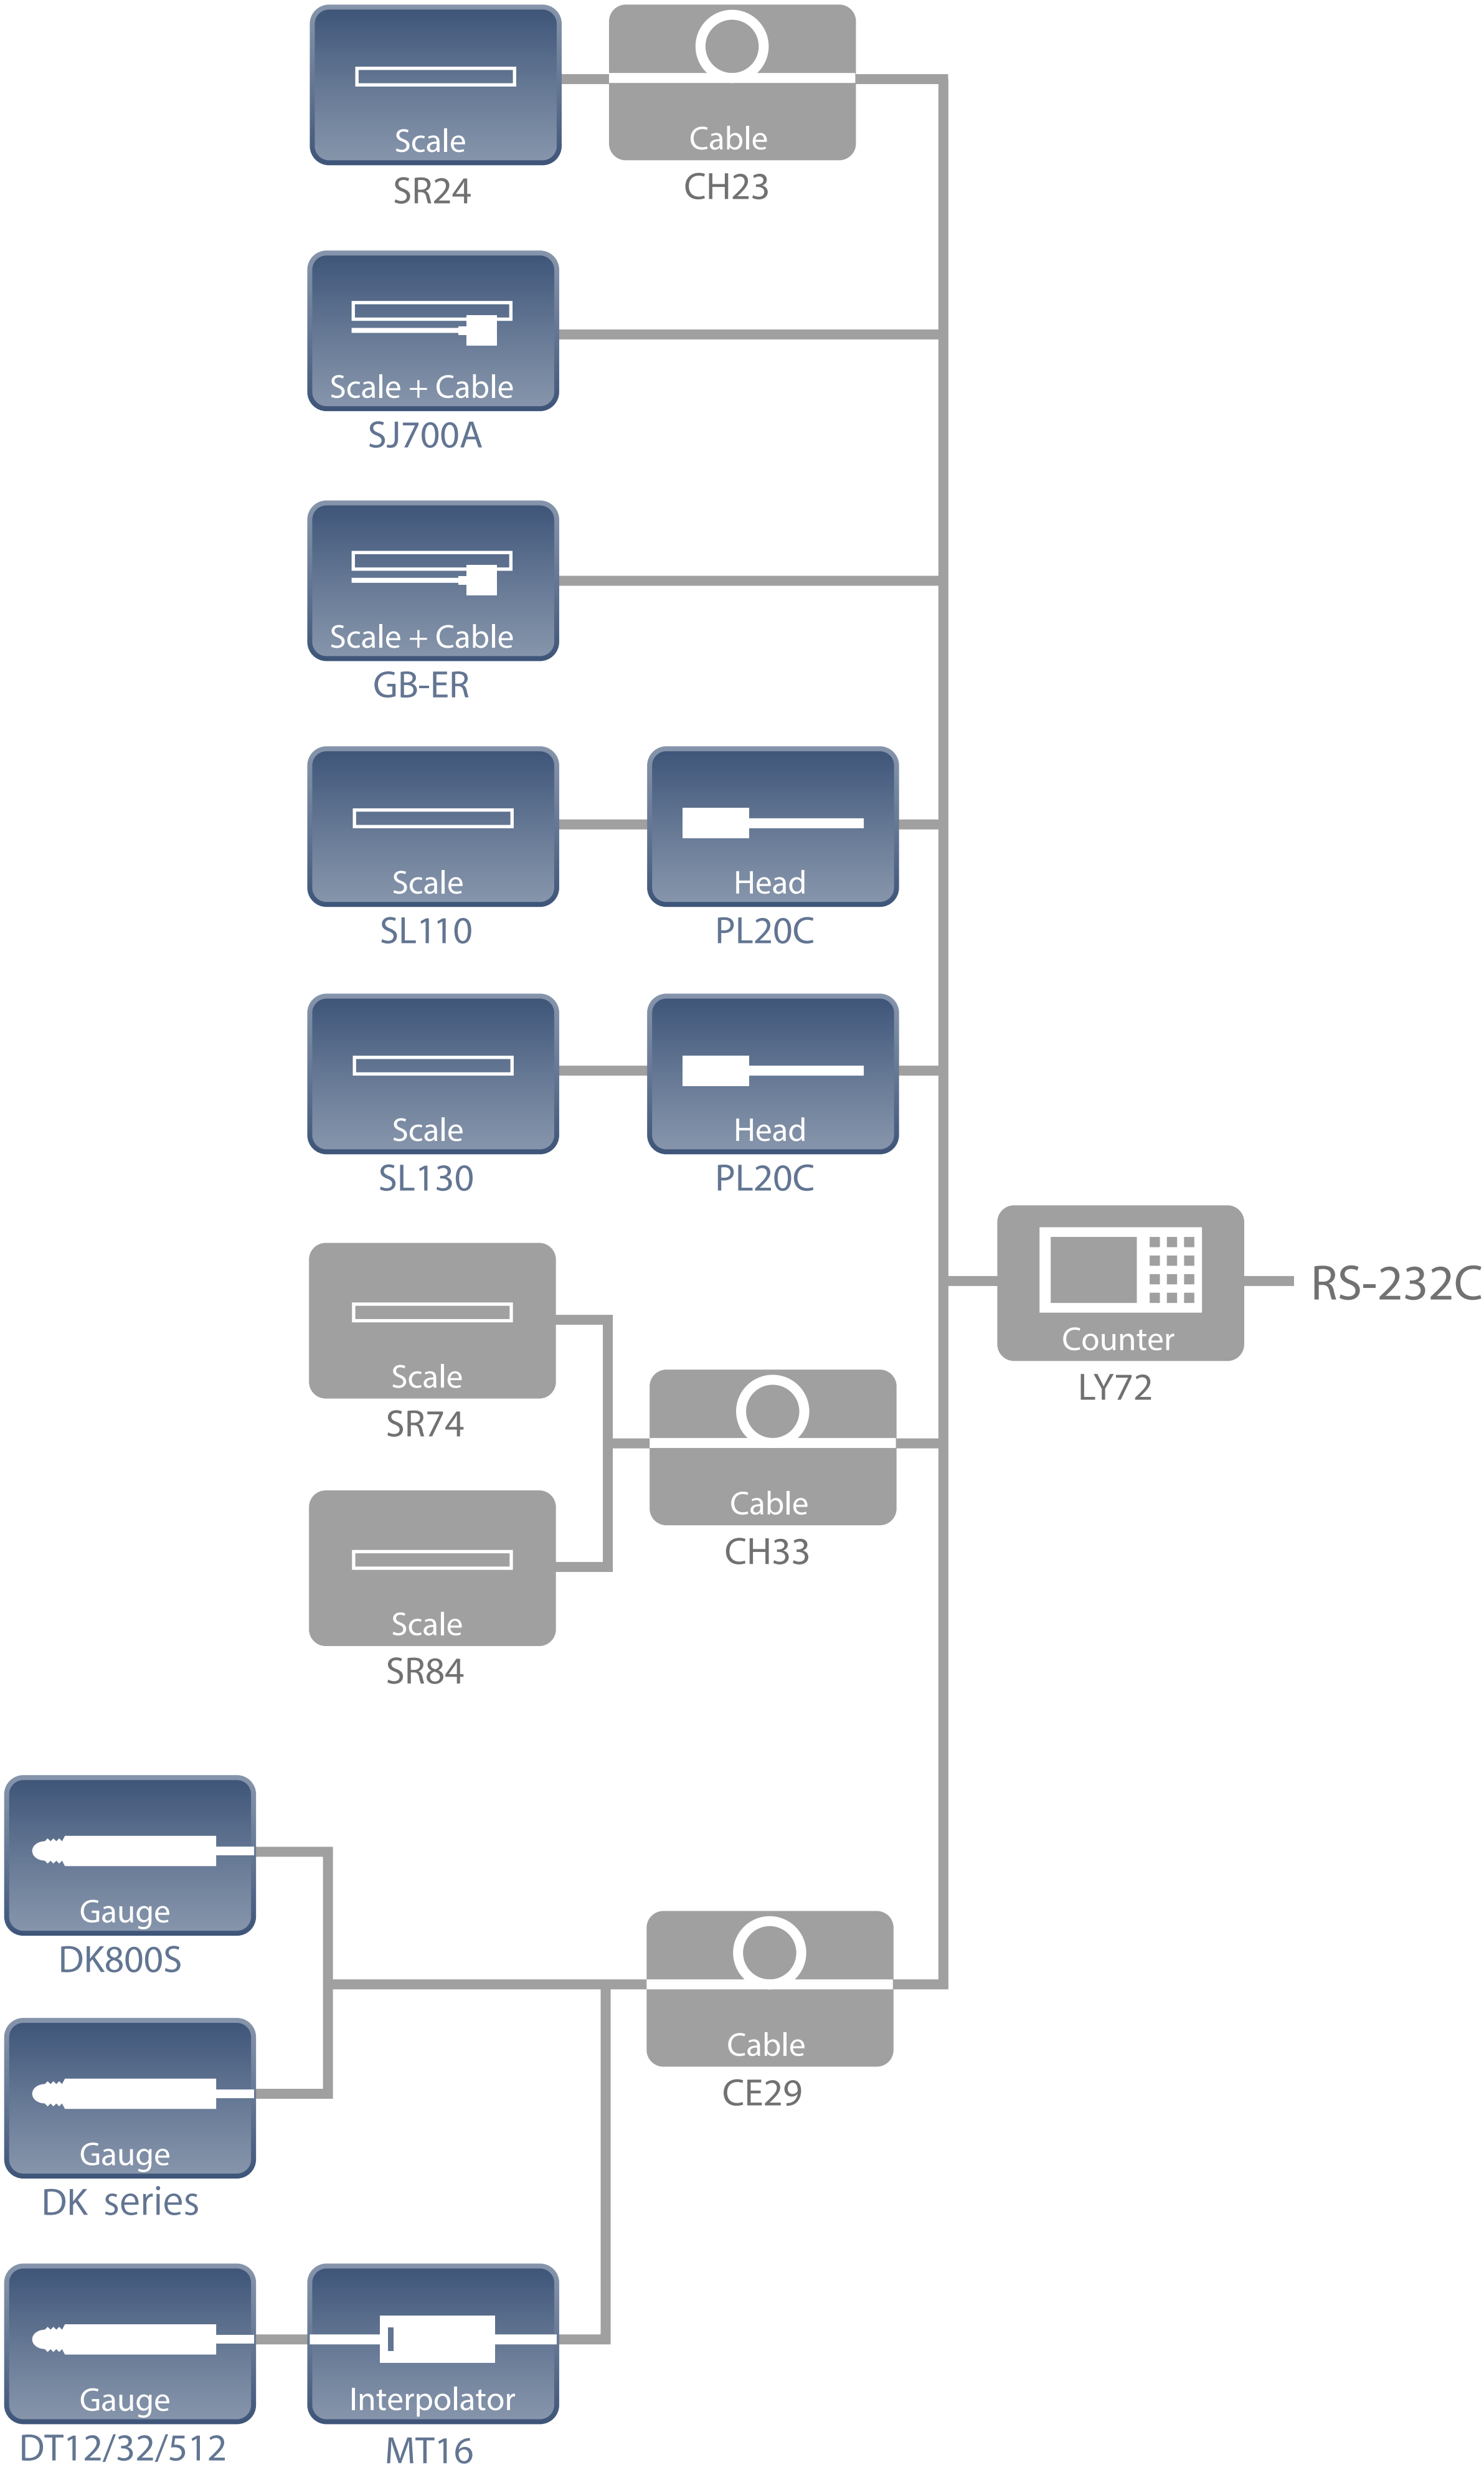 Scale
SR24
Cable
CH23
Scale + Cable
SJ700A
Scale + Cable
GB-ER
Scale
SL110
Head
PL20C
Scale
SL130
Head
PL20C
Scale
SR74
Scale
SR84
Cable
CH33
Counter
LY72
RS-232C
Gauge
DK800S
Gauge
DK series
Cable
CE29
Gauge
DT12/32/512
Interpolator
MT16